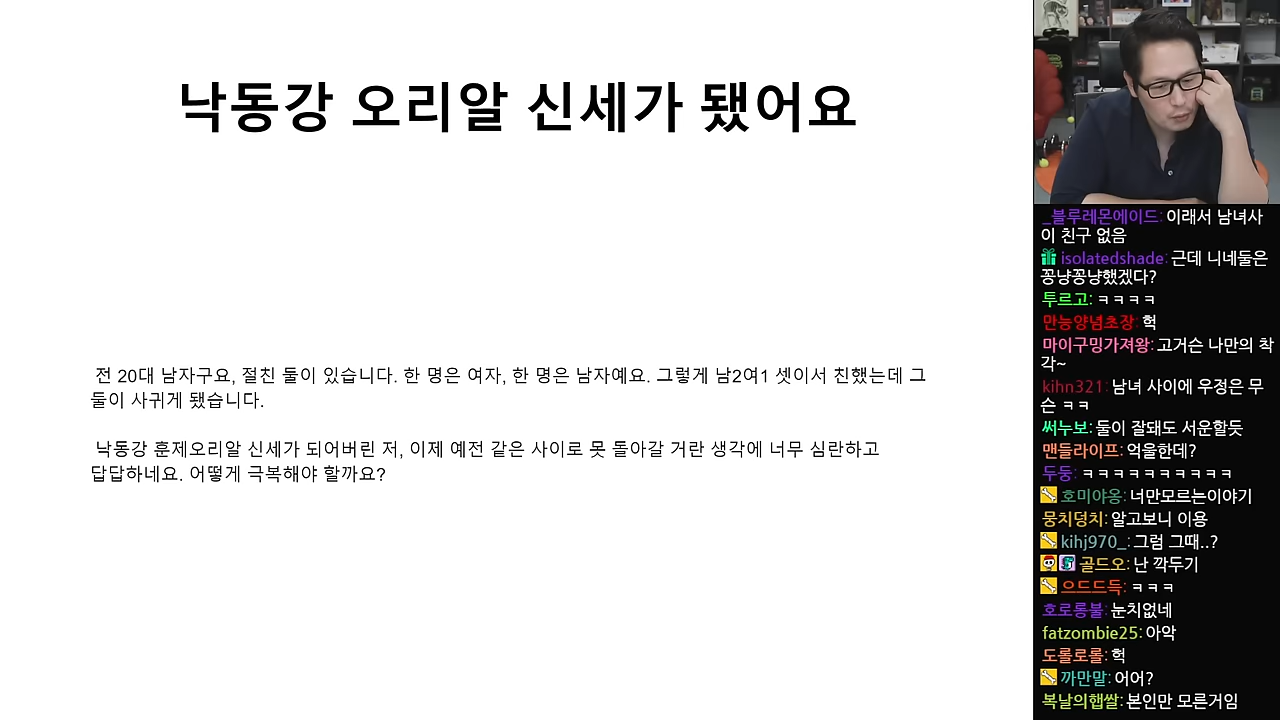 낙동강 오리알 신세가 됐어요
전 20대 남자구요, 절친 둘이 있습니다. 한 명은 여자, 한 명은 남자예요. 그렇게 남2여1 셋이서 친했는데 그
둘이 사귀게 됐습니다.
낙동강 훈제오리알 신세가 되어버린 저, 이제 예전 같은 사이로 못 돌아갈 거란 생각에 너무 심란하고
답답하네요. 어떻게 극복해야 할까요?
_블루레몬에이드: 이래서 남녀사
이 친구 없음
isolatedshade: 근데 니네둘은
꽁냥꽁냥했겠다?
투르고: ㅋㅋㅋㅋ
만능양념초장: 헉
마이구밍가져왕: 고거슨 나만의 착
각~
kihn321: 남녀 사이에 우정은 무
슨 ㅋㅋ
써누보: 둘이 잘돼도 서운할듯
맨들라이프: 억울한데?
두둥: ㅋㅋㅋㅋㅋㅋㅋㅋㅋㅋ
호미야옹: 너만모르는이야기
뭉치덩치: 알고보니 이용
kihj970_: 그럼 그때..?
골드오: 난 깍두기
으드드득: ㅋㅋㅋ
호로롱불: 눈치없네
fatzombie25: 아악
도롤로롤: 헉
까만말: 어어?
복날의햅쌀: 본인만 모른거임